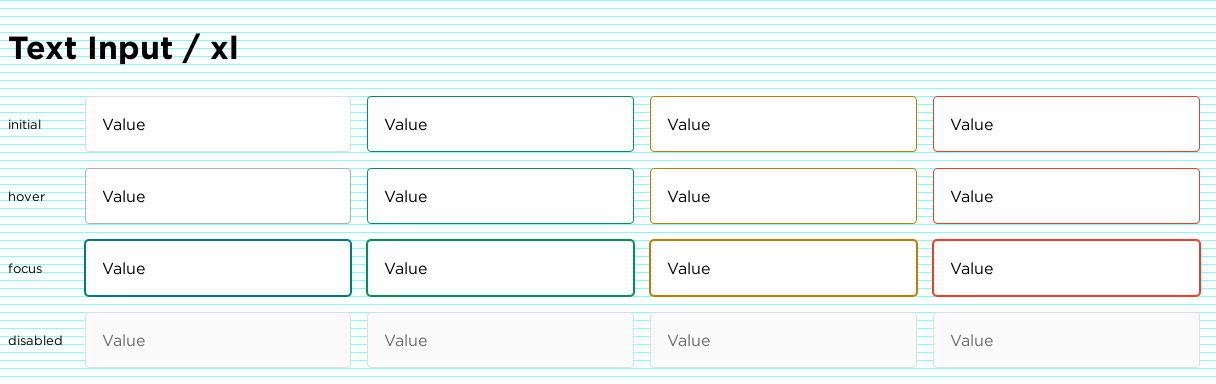 Text Input / xl
initial Value Value Value Value
hover Value Value Value Value
focus Value Value Value Value
disabled Value Value Value Value